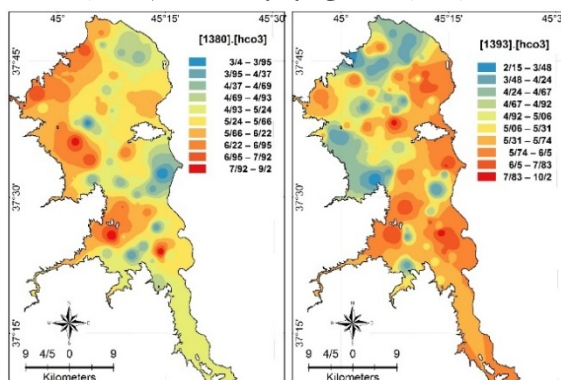 45° 45°15' 45°30' 45° 45°15'
[1380].[hco3]
3/4 – 3/95
3/95 – 4/37
4/37 – 4/69
4/69 – 4/93
4/93 – 5/24
5/24 – 5/66
5/66 – 6/22
6/22 – 6/95
6/95 – 7/92
7/92 – 9/2
37°45'
37°30'
37°15'
9 4/5 0 9
Kilometers
[1393].[hco3]
2/15 – 3/48
3/48 – 4/24
4/24 – 4/67
4/67 – 4/92
4/92 – 5/06
5/06 – 5/31
5/31 – 5/74
5/74 – 6/5
6/5 – 7/83
7/83 – 10/2
37°45'
37°30'
37°15'
9 4/5 0 9
Kilometers